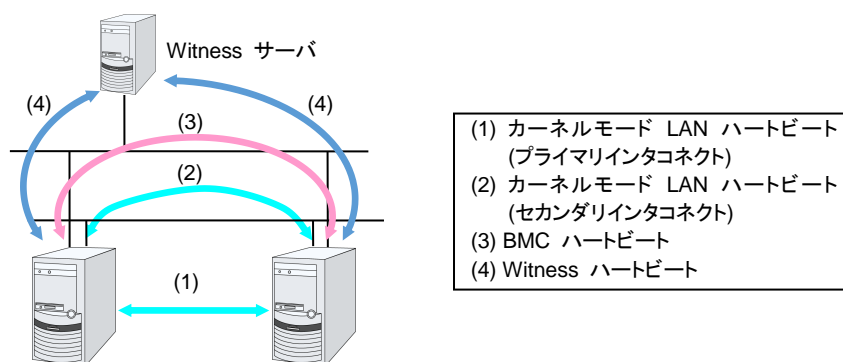 Witness サーバ
(4)
(4)
(3)
(2)
(1)
(1) カーネルモード LAN ハートビート
(プライマリインタコネクト)
(2) カーネルモード LAN ハートビート
(セカンダリインタコネクト)
(3) BMC ハートビート
(4) Witness ハートビート